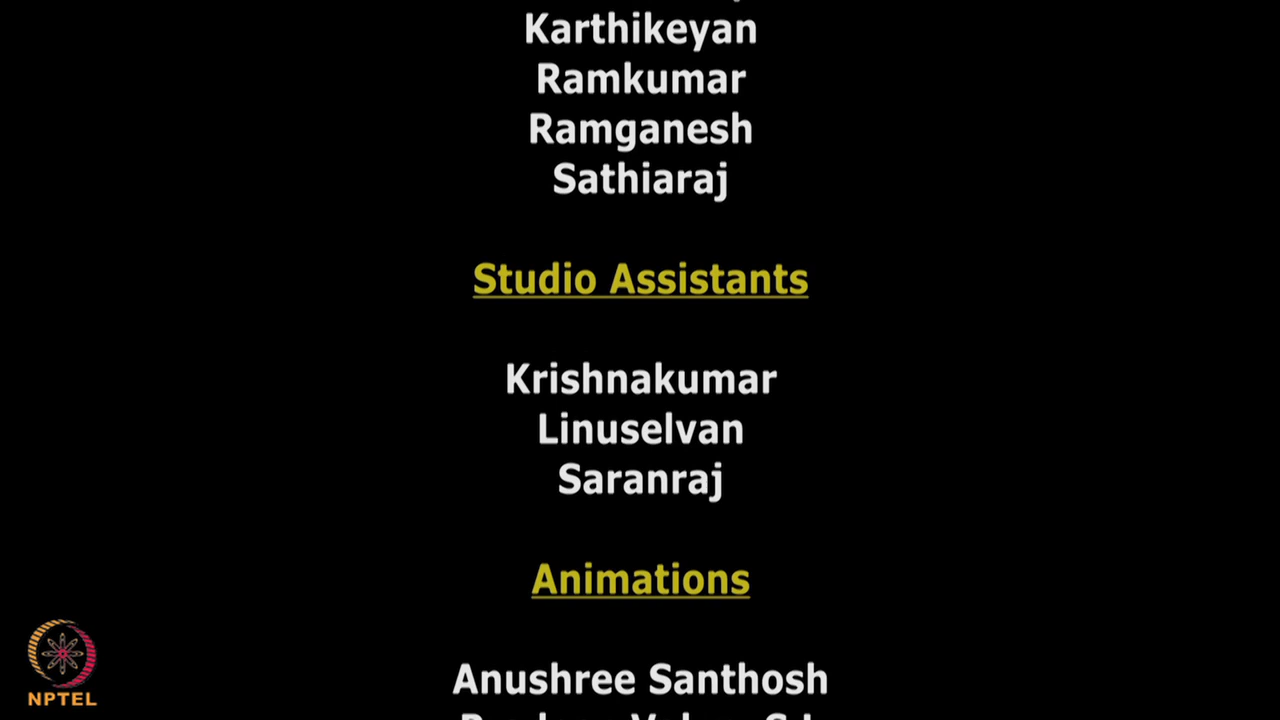 Karthikeyan
Ramkumar
Ramganesh
Sathiaraj
Studio Assistants
Krishnakumar
Linuselvan
Saranraj
Animations
Anushree Santhosh
NPTEL